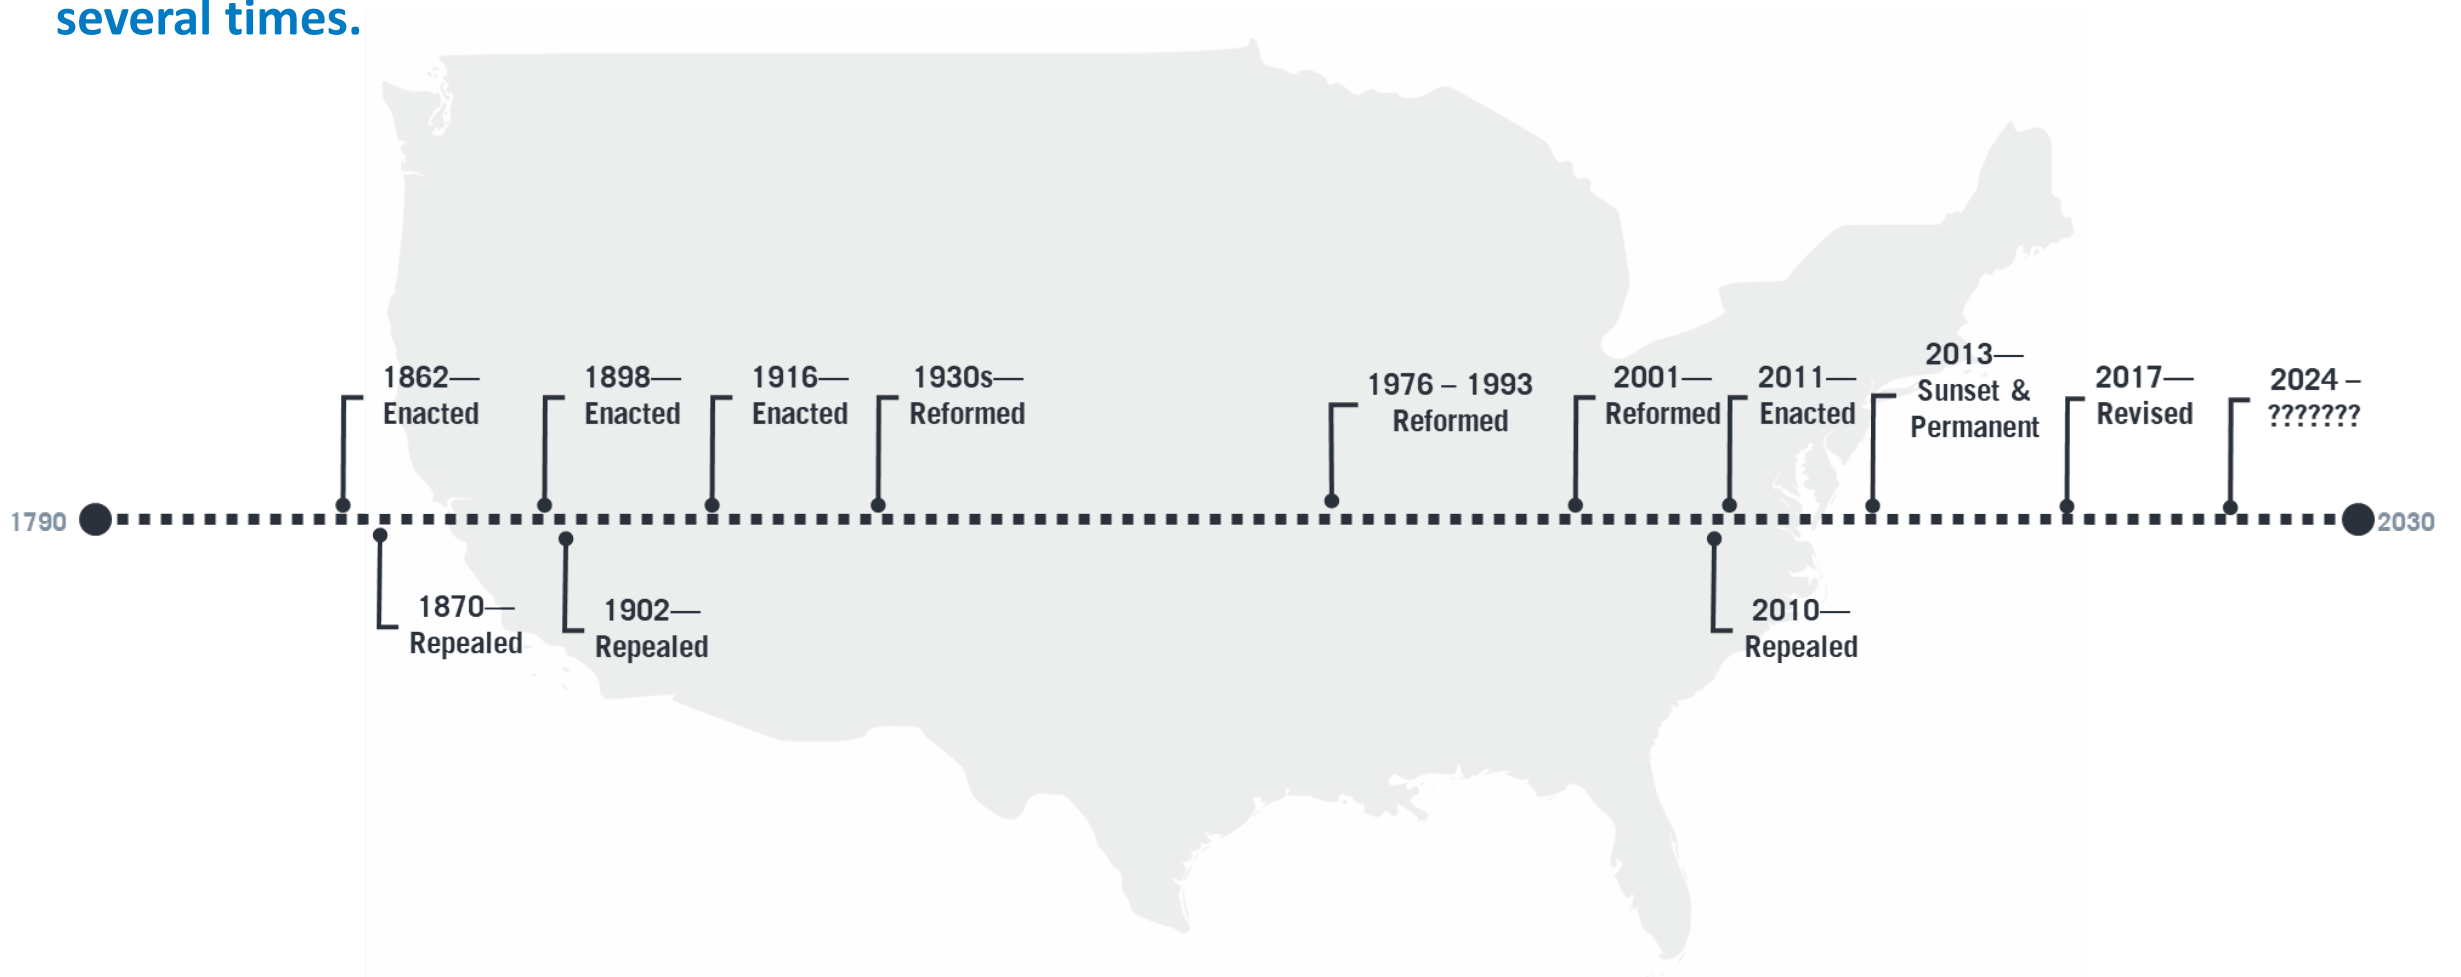 several times.
1790
1862—
Enacted
1870—
Repealed
1898—
Enacted
1902—
Repealed
1916—
Enacted
1930s—
Reformed
1976 – 1993
Reformed
2001—
Reformed
2010—
Repealed
2011—
Enacted
2013—
Sunset &
Permanent
2017—
Revised
2024 –
???????
2030